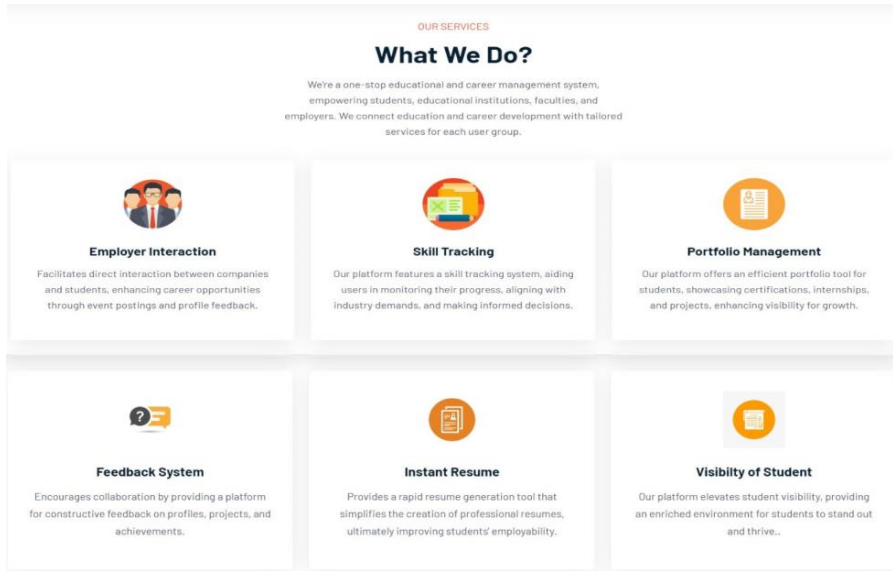 OUR SERVICES
What We Do?
We're a one-stop educational and career management system,
empowering students, educational institutions, faculties, and
employers. We connect education and career development with tailored
services for each user group.
Employer Interaction
Facilitates direct interaction between companies
and students, enhancing career opportunities
through event postings and profile feedback.
Skill Tracking
Our platform features a skill tracking system, aiding
users in monitoring their progress, aligning with
industry demands, and making informed decisions.
Portfolio Management
Our platform offers an efficient portfolio tool for
students, showcasing certifications, internships,
and projects, enhancing visibility for growth.
?
Feedback System
Encourages collaboration by providing a platform
for constructive feedback on profiles, projects, and
achievements.
Instant Resume
Provides a rapid resume generation tool that
simplifies the creation of professional resumes,
ultimately improving students' employability.
Visibilty of Student
Our platform elevates student visibility, providing
an enriched environment for students to stand out
and thrive..